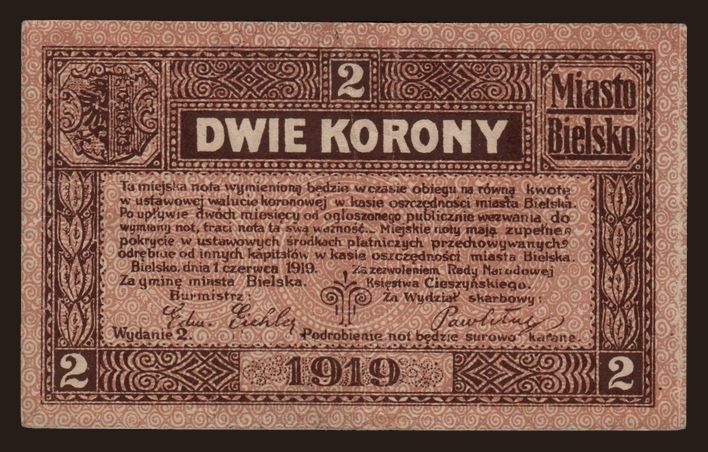 2
Miasto
Bielsko
DWIE KORONY
Ta miejska nota wymienioną będzie wczasie obiegu na równą kwotę
w ustawowej walucie koronowej w kasie oszczędności miasta Bielska.
Po upływie dwóch miesięcy od ogłoszonego publicznie wezwania do
wymiany not, traci nota ta swą ważność... Miejskie noty mają zupełne
pokrycie w ustawowych środkach płatniczych przechowywanych
odrębnie od innych kapitałów w kasie oszczędności miasta Bielska.
Bielsko, dnia 1 czerwca 1919. Za zezwoleniem Rady Narodowej
Za gminę miasta Bielska. Księstwa Cieszyńskiego.
Burmistrz: Za Wydział skarbowy:
Edm. Eichler
Wydanie 2. Podrobienie not będzie surowo karane.
2 1919 2